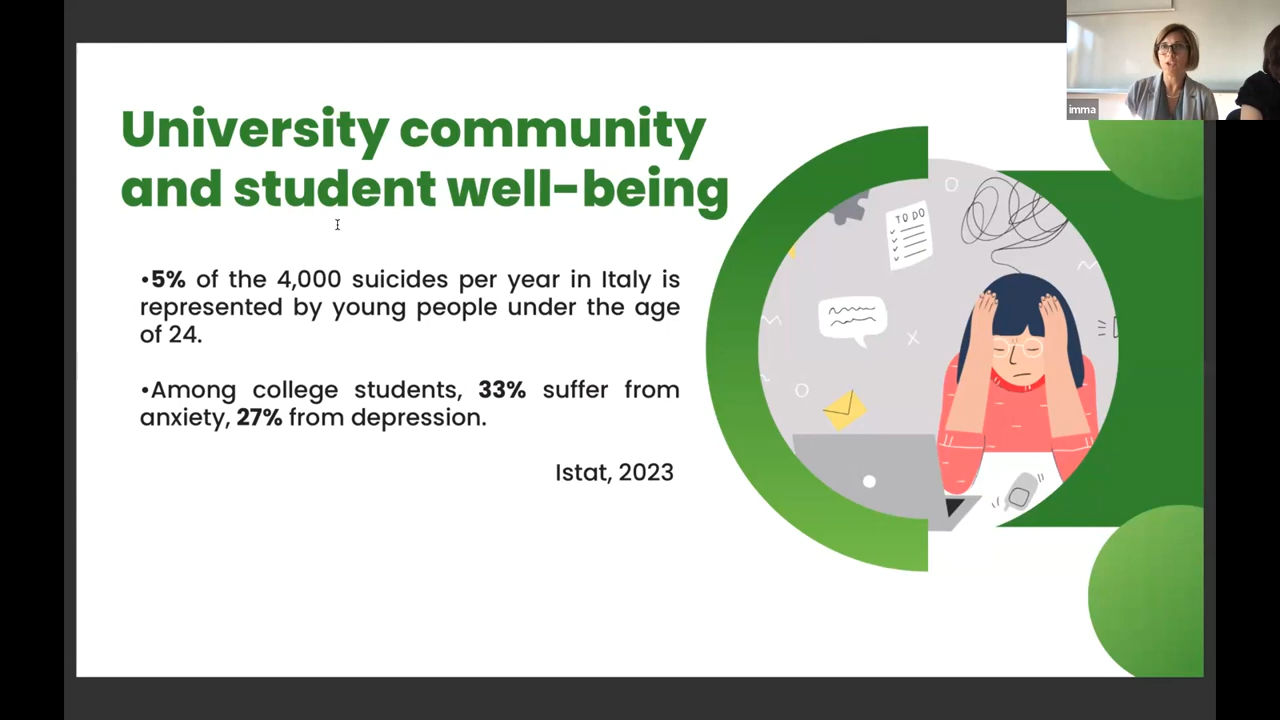 imma
University community
and student well-being
•5% of the 4,000 suicides per year in Italy is
represented by young people under the age
of 24.
•Among college students, 33% suffer from
anxiety, 27% from depression.
Istat, 2023
TO DO